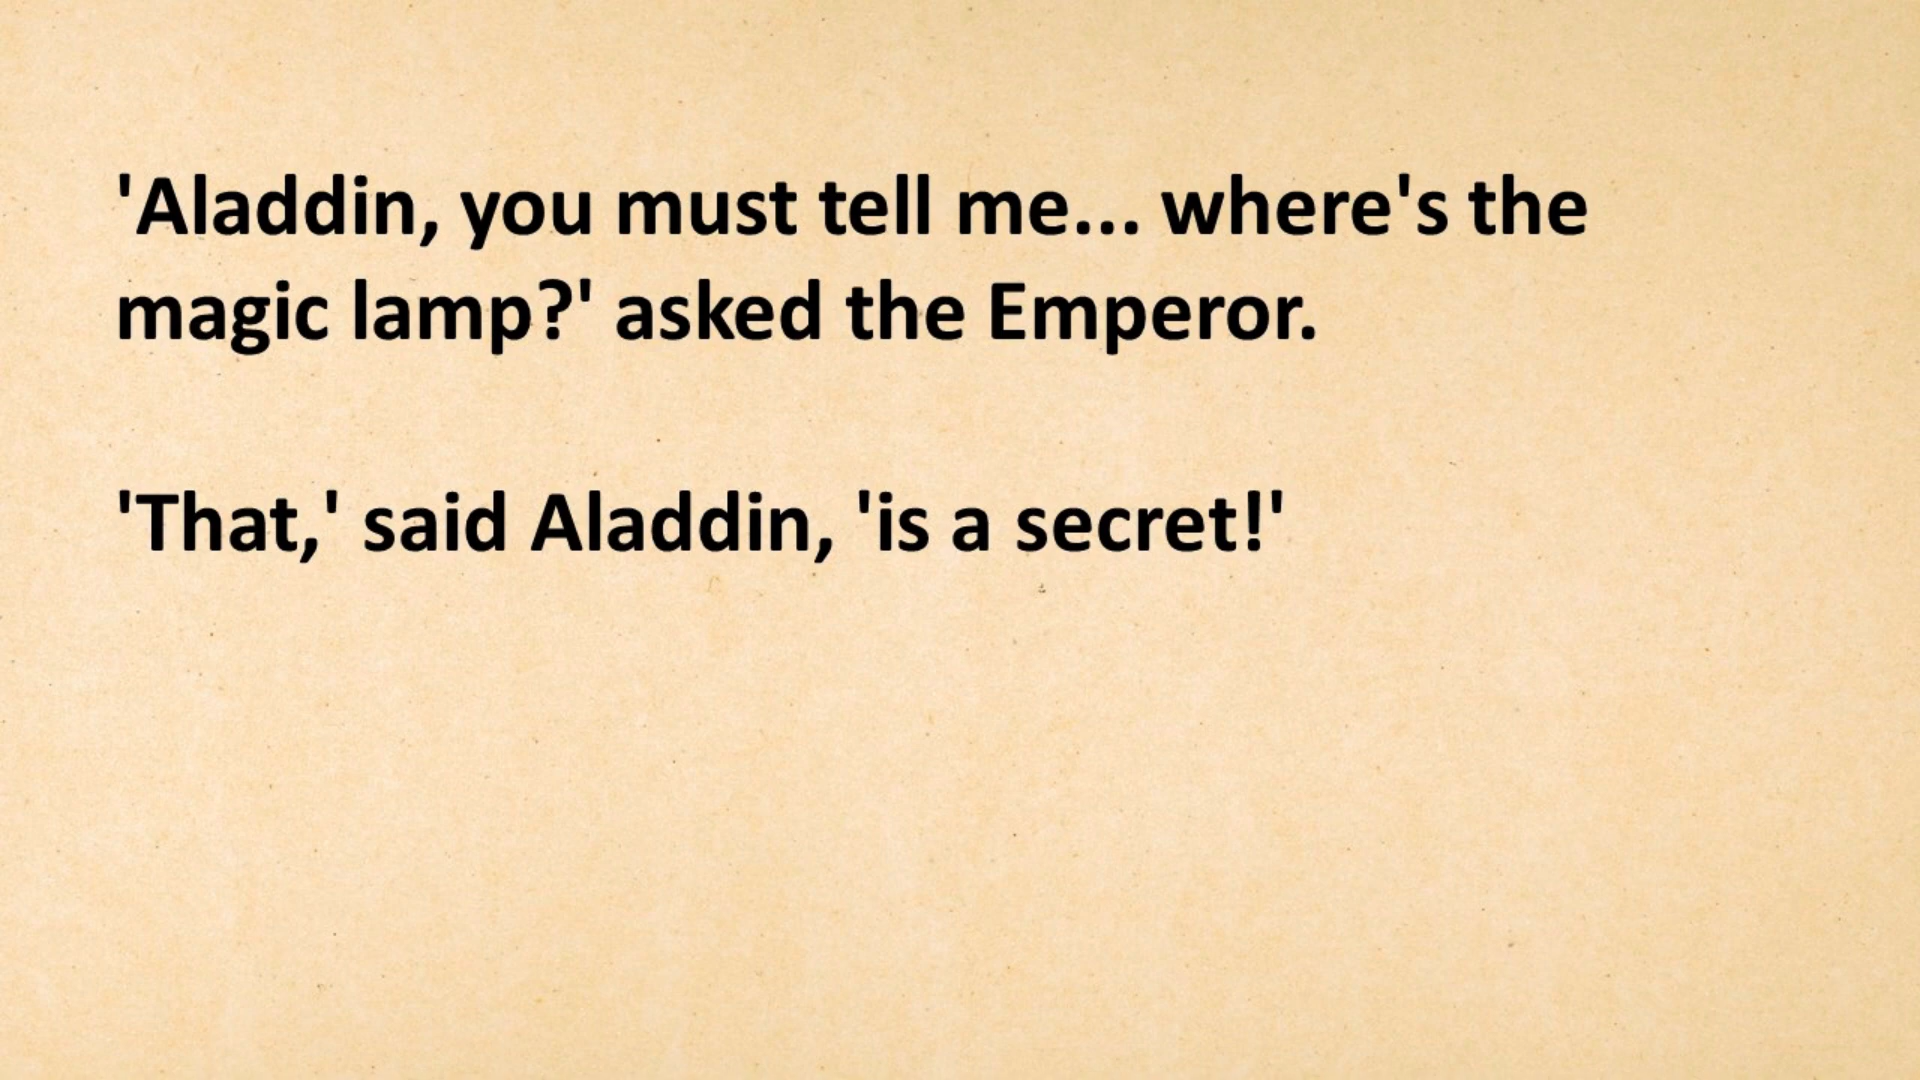 'Aladdin, you must tell me... where's the
magic lamp?' asked the Emperor.
'That,' said Aladdin, 'is a secret!'